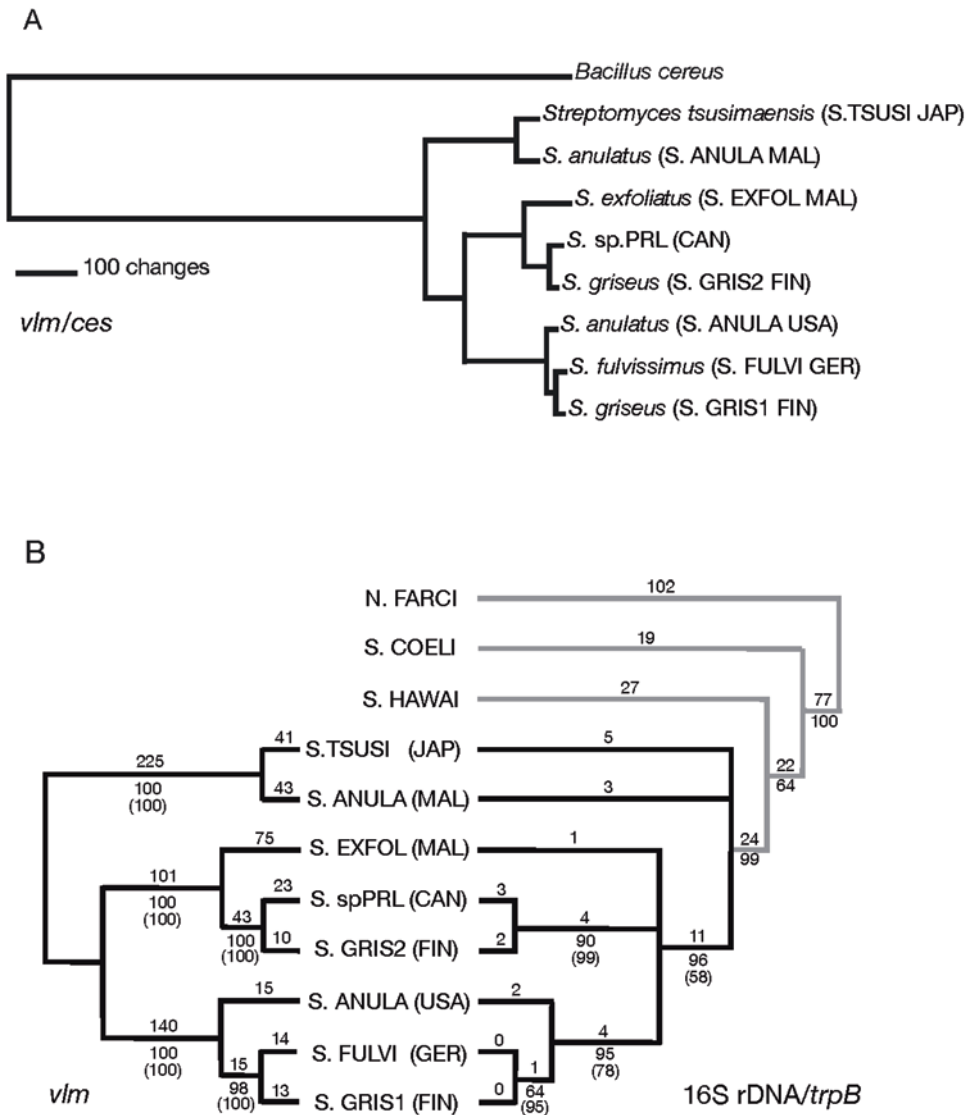 A
Bacillus cereus
Streptomyces tsusimaensis (S.TSUSI JAP)
S. anulatus (S. ANULA MAL)
S. exfoliatus (S. EXFOL MAL)
S. sp.PRL (CAN)
S. griseus (S. GRIS2 FIN)
S. anulatus (S. ANULA USA)
S. fulvissimus (S. FULVI GER)
S. griseus (S. GRIS1 FIN)
100 changes
vlm/ces
B
N. FARCI 102
S. COELI 19
S. HAWAI 27
77
100
22
64
24
99
41 S.TSUSI (JAP) 5
225
100
(100)
43 S. ANULA (MAL) 3
75 S. EXFOL (MAL) 1
101
100
(100)
23 S. spPRL (CAN) 3
43
100
(100)
4
90
(99)
10 S. GRIS2 (FIN) 2
11
96
(58)
15 S. ANULA (USA) 2
140
100
(100)
4
95
(78)
14 S. FULVI (GER) 0
15
98
(100)
1
64
(95)
13 S. GRIS1 (FIN) 0
vlm
16S rDNA/trpB